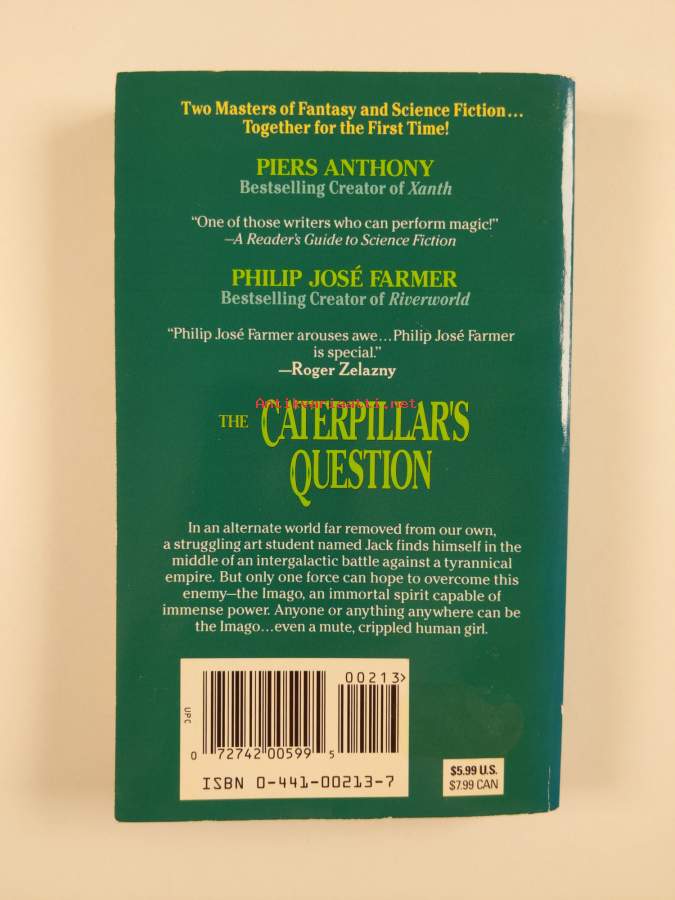 Two Masters of Fantasy and Science Fiction...
Together for the First Time!
PIERS ANTHONY
Bestselling Creator of Xanth
“One of those writers who can perform magic!”
—A Reader's Guide to Science Fiction
PHILIP JOSÉ FARMER
Bestselling Creator of Riverworld
“Philip José Farmer arouses awe...Philip José Farmer
is special.”
—Roger Zelazny
Antikvariaatti.net
THE CATERPILLAR'S
QUESTION
In an alternate world far removed from our own,
a struggling art student named Jack finds himself in the
middle of an intergalactic battle against a tyrannical
empire. But only one force can hope to overcome this
enemy—the Imago, an immortal spirit capable of
immense power. Anyone or anything anywhere can be
the Imago...even a mute, crippled human girl.
00213>
UPC
0 72742 00599 5
ISBN 0-441-00213-7
$5.99 U.S.
$7.99 CAN